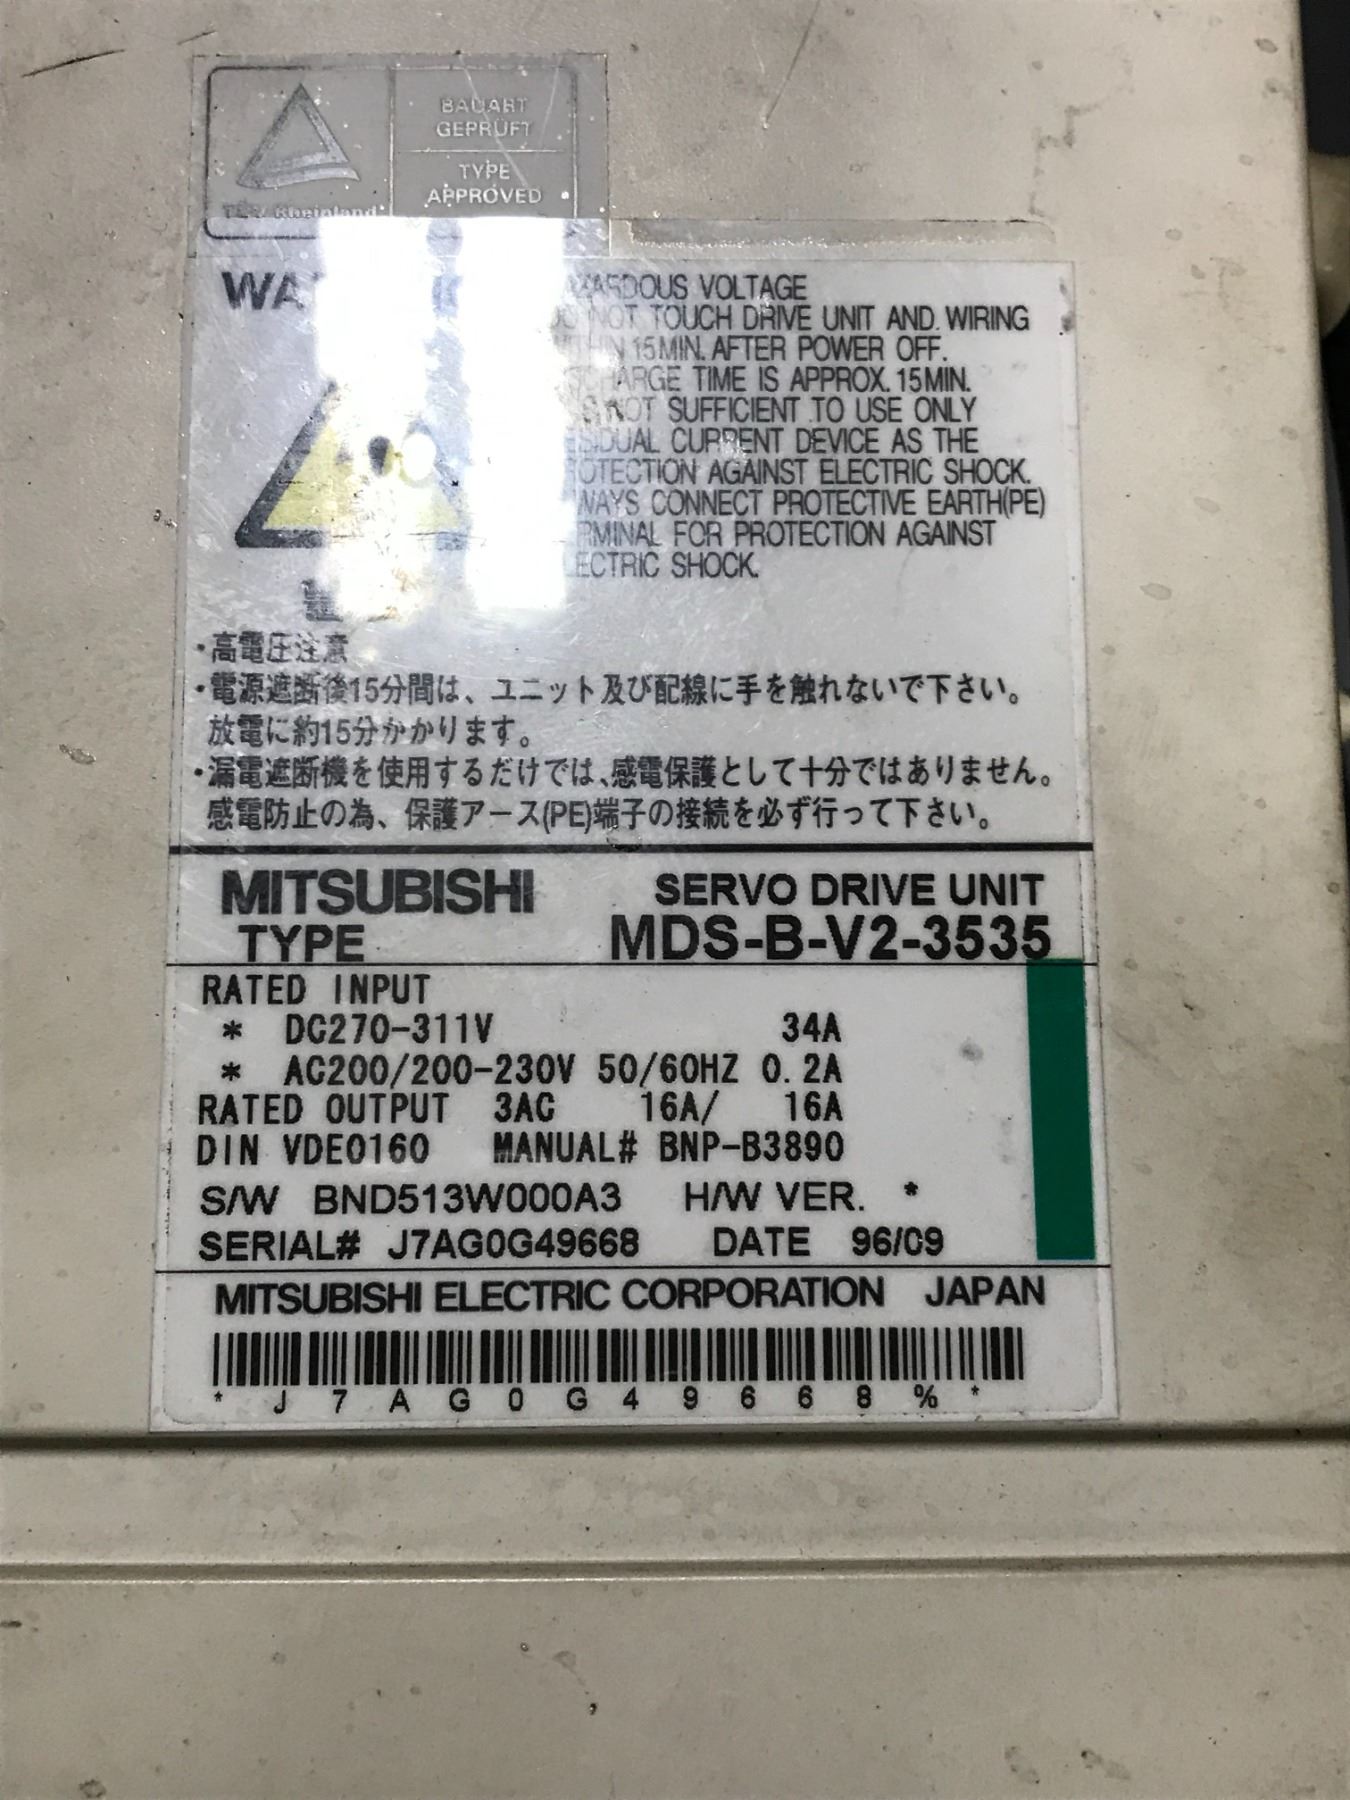 BAUART
GEPRÜFT
TYPE
APPROVED
Rheinland
VOLTAGE
NOT TOUCH DRIVE UNIT AND WIRING
15MIN. AFTER POWER OFF.
TIME IS APPROX. 15MIN.
NOT SUFFICIENT TO USE ONLY
CURRENT DEVICE AS THE
AGAINST ELECTRIC SHOCK.
CONNECT PROTECTIVE EARTH(PE)
FOR PROTECTION AGAINST
SHOCK.
・高電圧注意
・電源遮断後15分間は、ユニット及び配線に手を触れないで下さい。
放電に約15分かかります。
・漏電遮断機を使用するだけでは、感電保護として十分ではありません。
感電防止の為、保護アース(PE)端子の接続を必ず行って下さい。
MITSUBISHI SERVO DRIVE UNIT
TYPE MDS-B-V2-3535
RATED INPUT
* DC270-311V 34A
* AC200/200-230V 50/60HZ 0.2A
RATED OUTPUT 3AC 16A/ 16A
DIN VDE0160 MANUAL# BNP-B3890
S/W BND513W000A3 H/W VER. *
SERIAL# J7AG0G49668 DATE 96/09
MITSUBISHI ELECTRIC CORPORATION JAPAN
* J 7 A G 0 G 4 9 6 6 8 % *